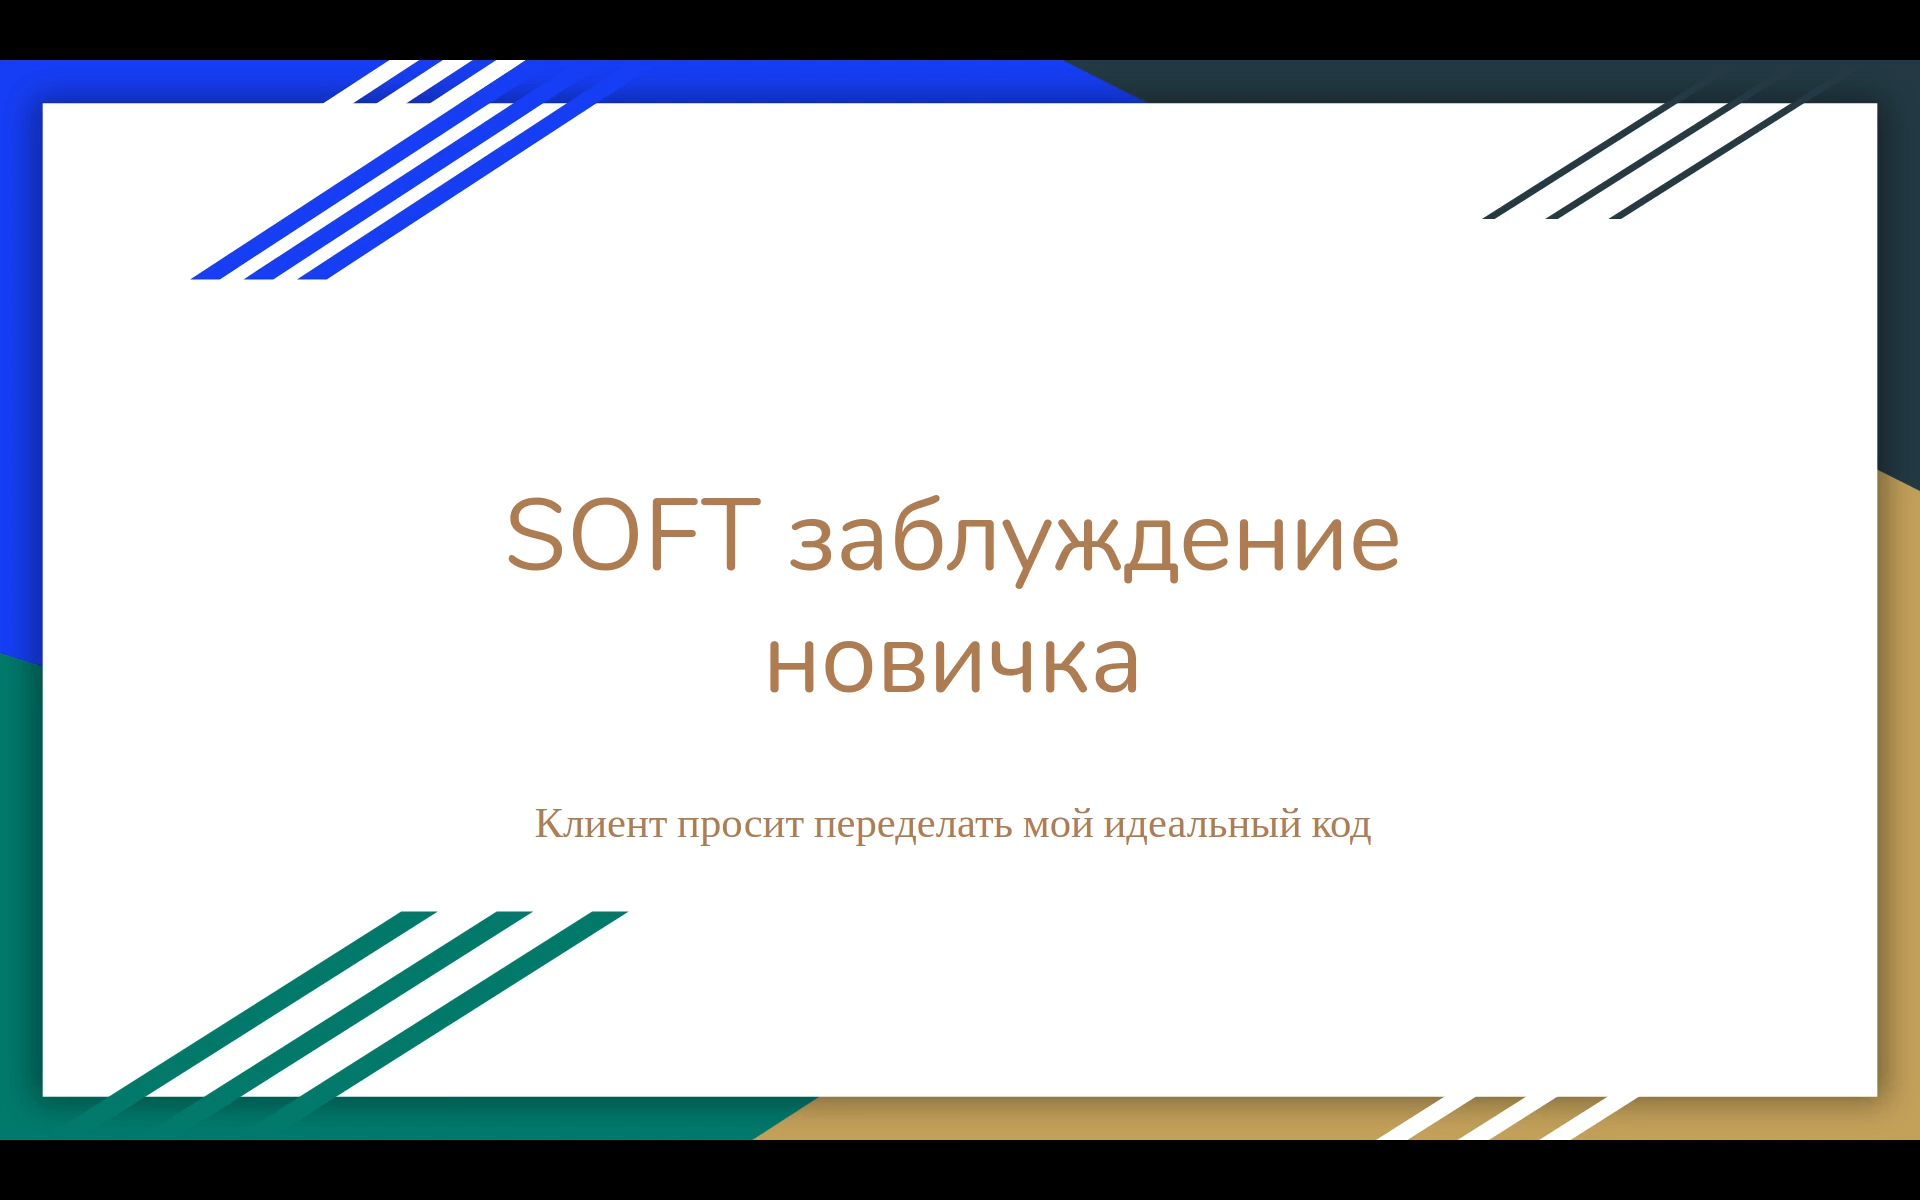 SOFT заблуждение
новичка
Клиент просит переделать мой идеальный код